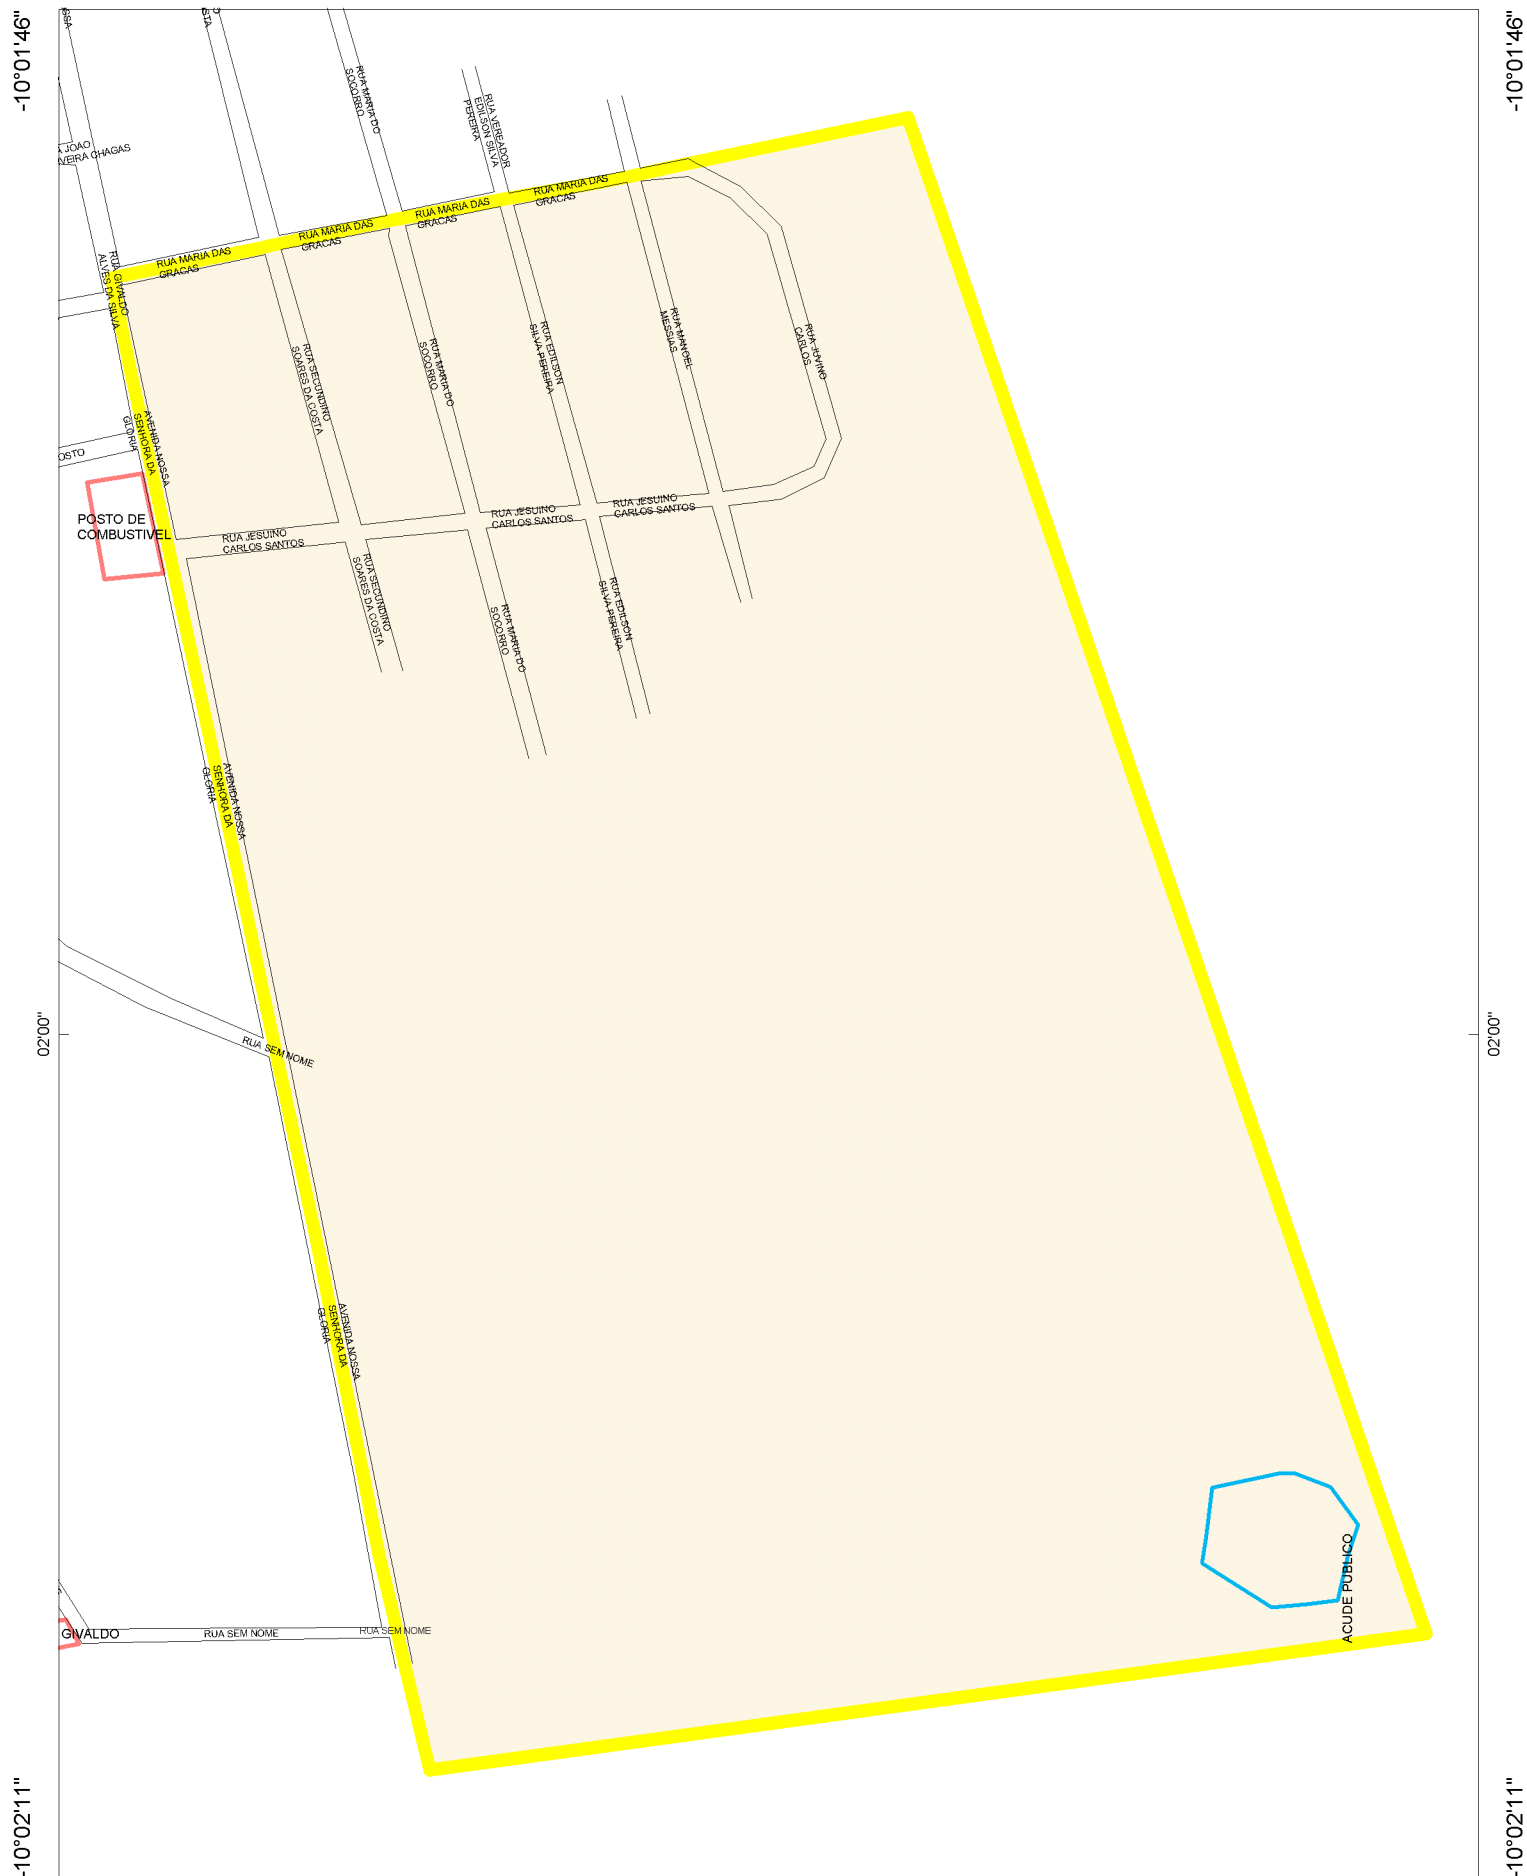 -10°01'46"
-10°01'46"
SSA
STA
RUA MARIA DO
SOCORRO
RUA VEREADOR
EDILSON SILVA
PEREIRA
A JOAO
VEIRA CHAGAS
RUA MARIA DAS
GRACAS
RUA MARIA DAS
GRACAS
RUA MARIA DAS
GRACAS
RUA MARIA DAS
GRACAS
RUA GIVALDO
ALVES DA SILVA
RUA SECUNDINO
SOARES DA COSTA
RUA MARIA DO
SOCORRO
RUA EDILSON
SILVA PEREIRA
RUA MANOEL
MESSIAS
RUA JUVINO
CARLOS
AVENIDA NOSSA
SENHORA DA
GLORIA
OSTO
POSTO DE
COMBUSTIVEL
RUA JESUINO
CARLOS SANTOS
RUA JESUINO
CARLOS SANTOS
RUA JESUINO
CARLOS SANTOS
RUA SECUNDINO
SOARES DA COSTA
RUA MARIA DO
SOCORRO
RUA EDILSON
SILVA PEREIRA
AVENIDA NOSSA
SENHORA DA
GLORIA
02'00"
02'00"
RUA SEM NOME
AVENIDA NOSSA
SENHORA DA
GLORIA
ACUDE PUBLICO
GIVALDO
RUA SEM NOME
RUA SEM NOME
-10°02'11"
-10°02'11"